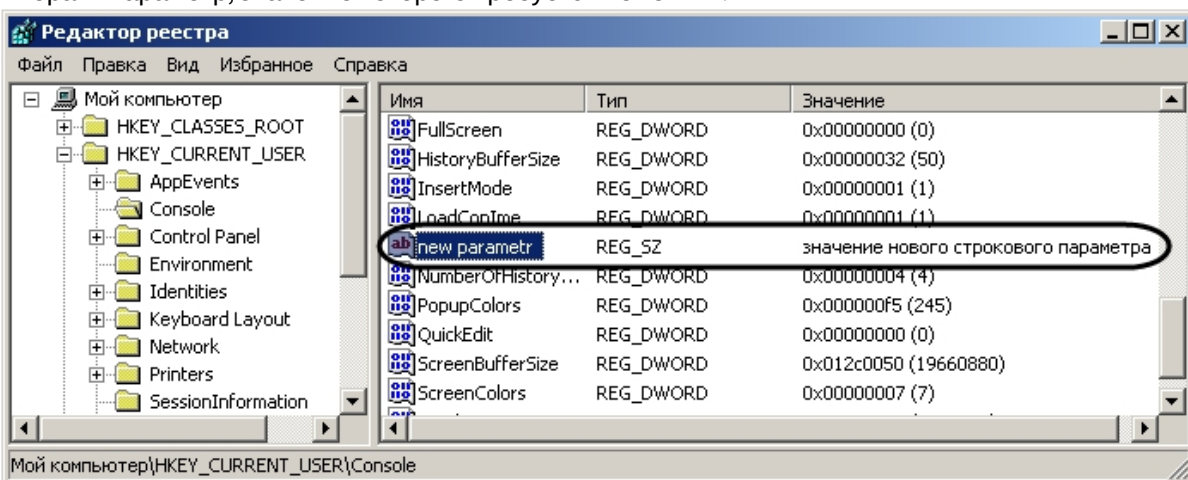 Редактор реестра
Файл Правка Вид Избранное Справка
Мой компьютер
HKEY_CLASSES_ROOT
HKEY_CURRENT_USER
AppEvents
Console
Control Panel
Environment
Identities
Keyboard Layout
Network
Printers
SessionInformation
Имя Тип Значение
FullScreen REG_DWORD 0x00000000 (0)
HistoryBufferSize REG_DWORD 0x00000032 (50)
InsertMode REG_DWORD 0x00000001 (1)
LoadConIme REG_DWORD 0x00000001 (1)
new parametr REG_SZ значение нового строкового параметра
NumberOfHistory... REG_DWORD 0x00000004 (4)
PopupColors REG_DWORD 0x000000f5 (245)
QuickEdit REG_DWORD 0x00000000 (0)
ScreenBufferSize REG_DWORD 0x012c0050 (19660880)
ScreenColors REG_DWORD 0x00000007 (7)
Мой компьютер\HKEY_CURRENT_USER\Console